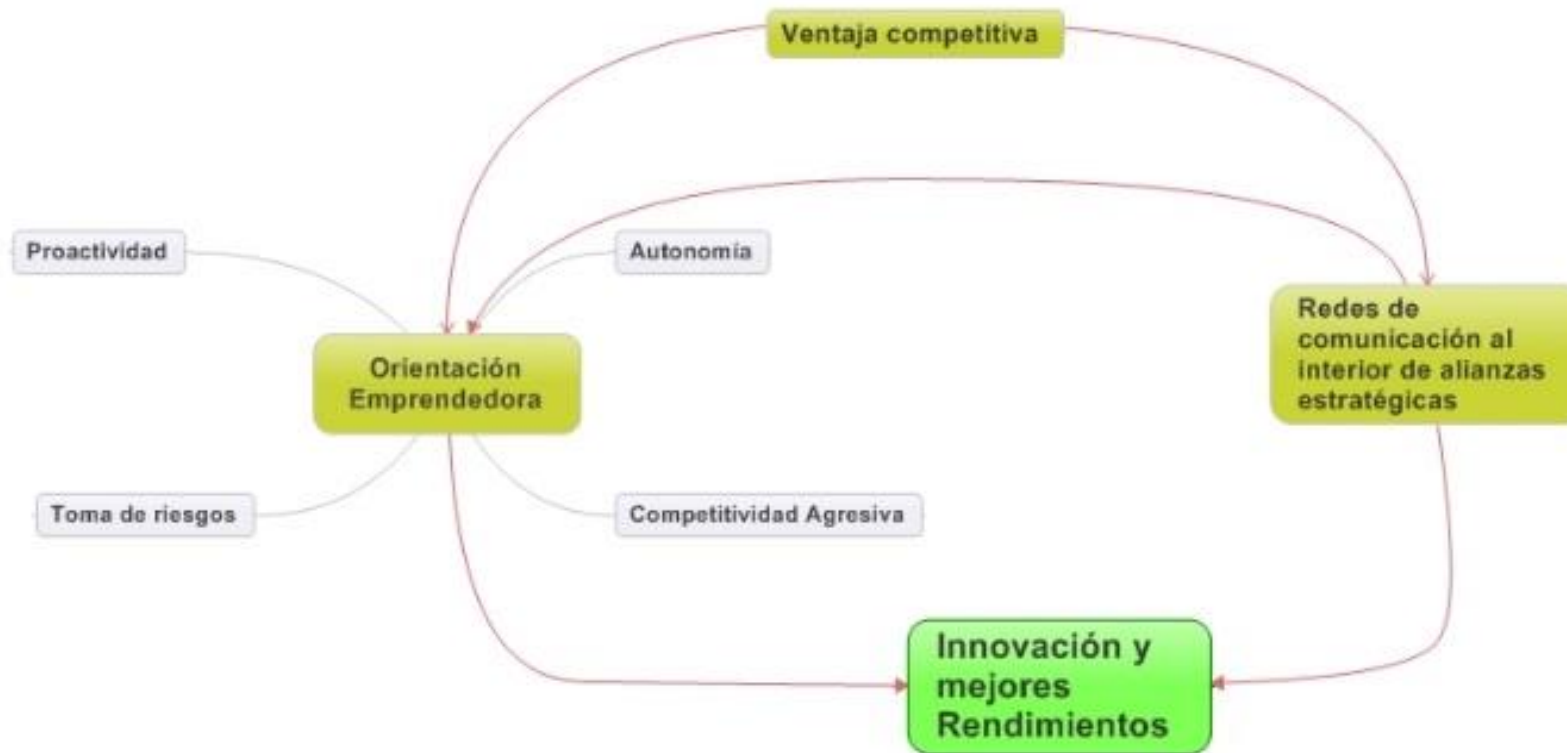 Ventaja competitiva
Proactividad
Autonomía
Orientación
Emprendedora
Redes de
comunicación al
interior de alianzas
estratégicas
Toma de riesgos
Competitividad Agresiva
Innovación y
mejores
Rendimientos